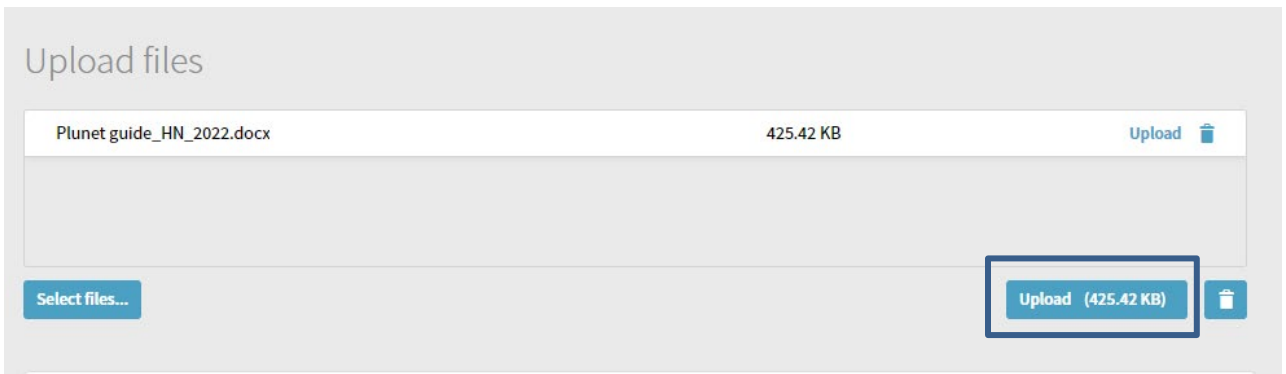 Upload files
Plunet guide_HN_2022.docx 425.42 KB Upload
Select files... Upload (425.42 KB)